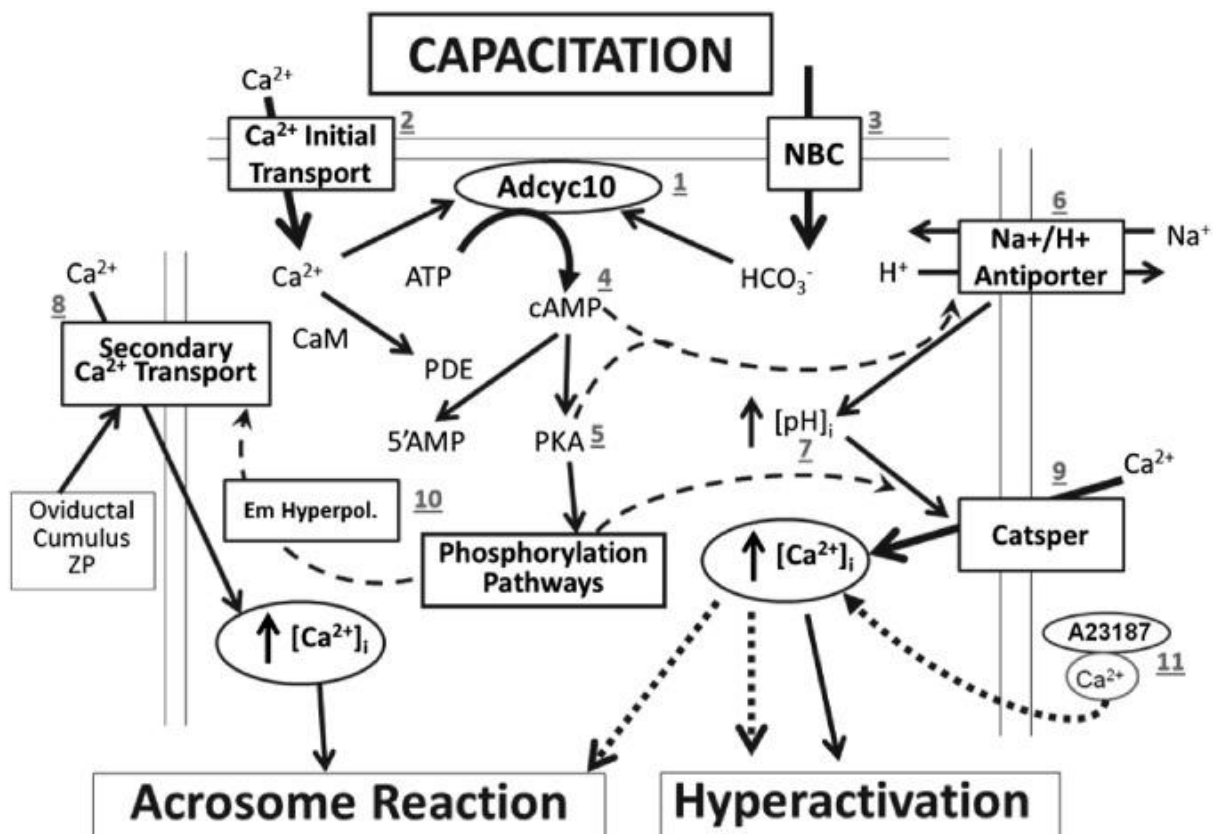 CAPACITATION
Ca²⁺
2
3
Ca²⁺ Initial
Transport
NBC
Adcyc10
1
6
Na+/H+
Antiporter
Na⁺
H⁺
Ca²⁺
8
Ca²⁺
ATP
HCO₃⁻
4
cAMP
CaM
Secondary
Ca²⁺ Transport
PDE
5'AMP
PKA
5
[pH]ᵢ
7
9
Ca²⁺
Oviductal
Cumulus
ZP
Em Hyperpol.
10
Phosphorylation
Pathways
Catsper
[Ca²⁺]ᵢ
[Ca²⁺]ᵢ
A23187
Ca²⁺
11
Acrosome Reaction
Hyperactivation